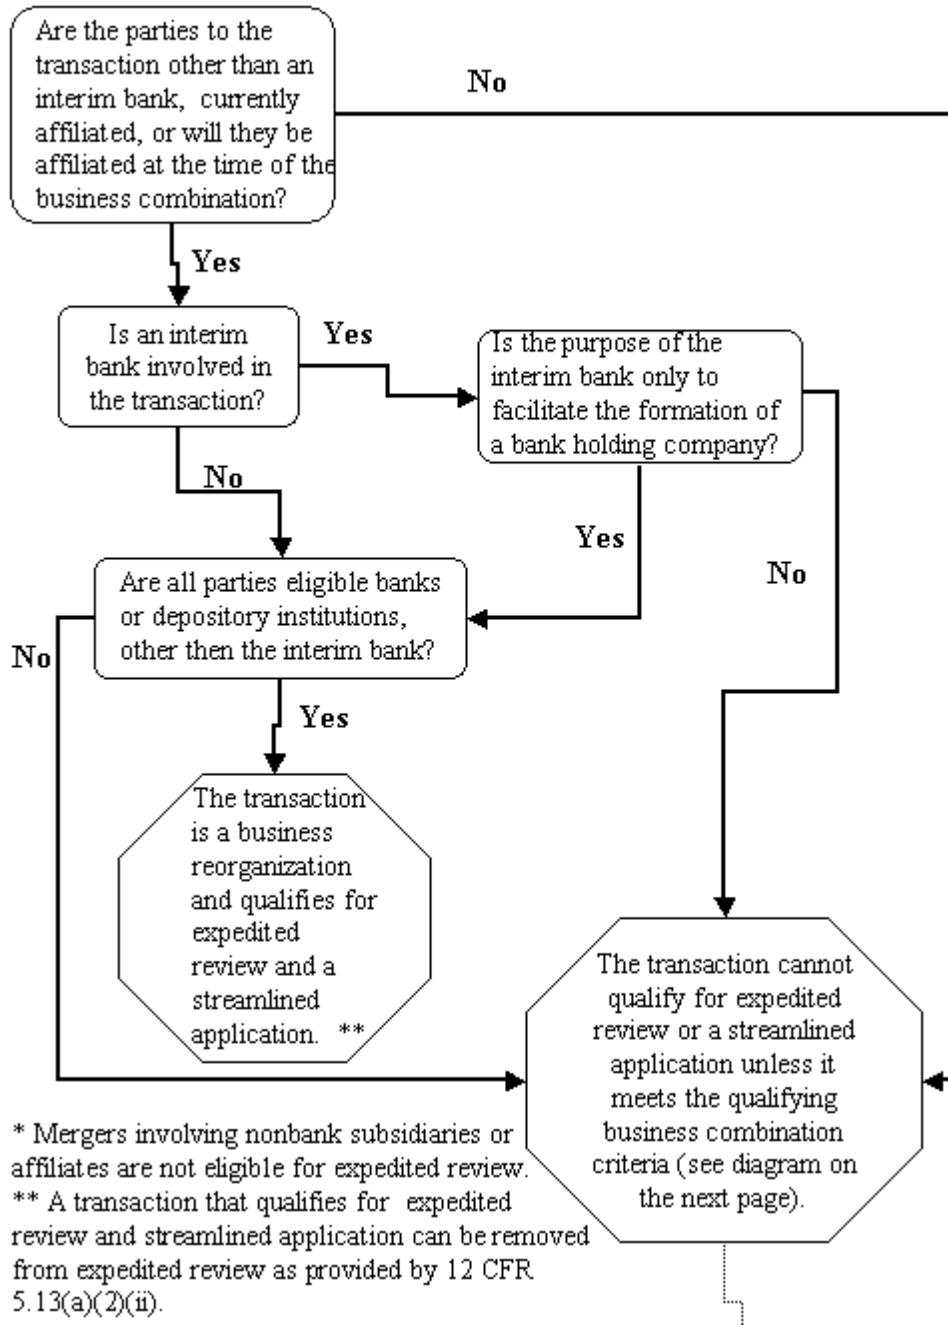 Are the parties to the
transaction other than an
interim bank, currently
affiliated, or will they be
affiliated at the time of the
business combination?
No
Yes
Is an interim
bank involved in
the transaction?
Yes
Is the purpose of the
interim bank only to
facilitate the formation of
a bank holding company?
No
Yes
No
Are all parties eligible banks
or depository institutions,
other then the interim bank?
No
Yes
The transaction
is a business
reorganization
and qualifies for
expedited
review and a
streamlined
application. **
The transaction cannot
qualify for expedited
review or a streamlined
application unless it
meets the qualifying
business combination
criteria (see diagram on
the next page).
* Mergers involving nonbank subsidiaries or
affiliates are not eligible for expedited review.
** A transaction that qualifies for expedited
review and streamlined application can be removed
from expedited review as provided by 12 CFR
5.13(a)(2)(ii).